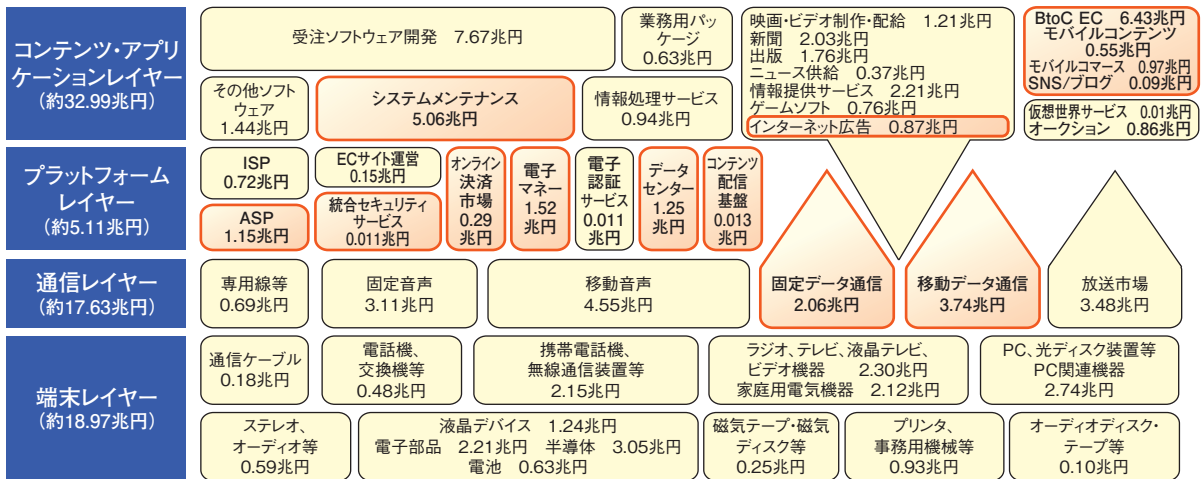 コンテンツ・アプリ
ケーションレイヤー
(約32.99兆円)
受注ソフトウェア開発 7.67兆円
業務用パッ
ケージ
0.63兆円
映画・ビデオ制作・配給 1.21兆円
新聞 2.03兆円
出版 1.76兆円
ニュース供給 0.37兆円
情報提供サービス 2.21兆円
ゲームソフト 0.76兆円
インターネット広告 0.87兆円
BtoC EC 6.43兆円
モバイルコンテンツ
0.55兆円
モバイルコマース 0.97兆円
SNS/ブログ 0.09兆円
その他ソフト
ウェア
1.44兆円
システムメンテナンス
5.06兆円
情報処理サービス
0.94兆円
仮想世界サービス 0.01兆円
オークション 0.86兆円
プラットフォーム
レイヤー
(約5.11兆円)
ISP
0.72兆円
ASP
1.15兆円
ECサイト運営
0.15兆円
統合セキュリティ
サービス
0.011兆円
オンライン
決済
市場
0.29
兆円
電子
マネー
1.52
兆円
電子
認証
サービス
0.011
兆円
データ
センター
1.25
兆円
コンテンツ
配信
基盤
0.013
兆円
通信レイヤー
(約17.63兆円)
専用線等
0.69兆円
固定音声
3.11兆円
移動音声
4.55兆円
固定データ通信
2.06兆円
移動データ通信
3.74兆円
放送市場
3.48兆円
端末レイヤー
(約18.97兆円)
通信ケーブル
0.18兆円
電話機、
交換機等
0.48兆円
携帯電話機、
無線通信装置等
2.15兆円
ラジオ、テレビ、液晶テレビ、
ビデオ機器 2.30兆円
家庭用電気機器 2.12兆円
PC、光ディスク装置等
PC関連機器
2.74兆円
ステレオ、
オーディオ等
0.59兆円
液晶デバイス 1.24兆円
電子部品 2.21兆円 半導体 3.05兆円
電池 0.63兆円
磁気テープ・磁気
ディスク等
0.25兆円
プリンタ、
事務用機械等
0.93兆円
オーディオディスク・
テープ等
0.10兆円